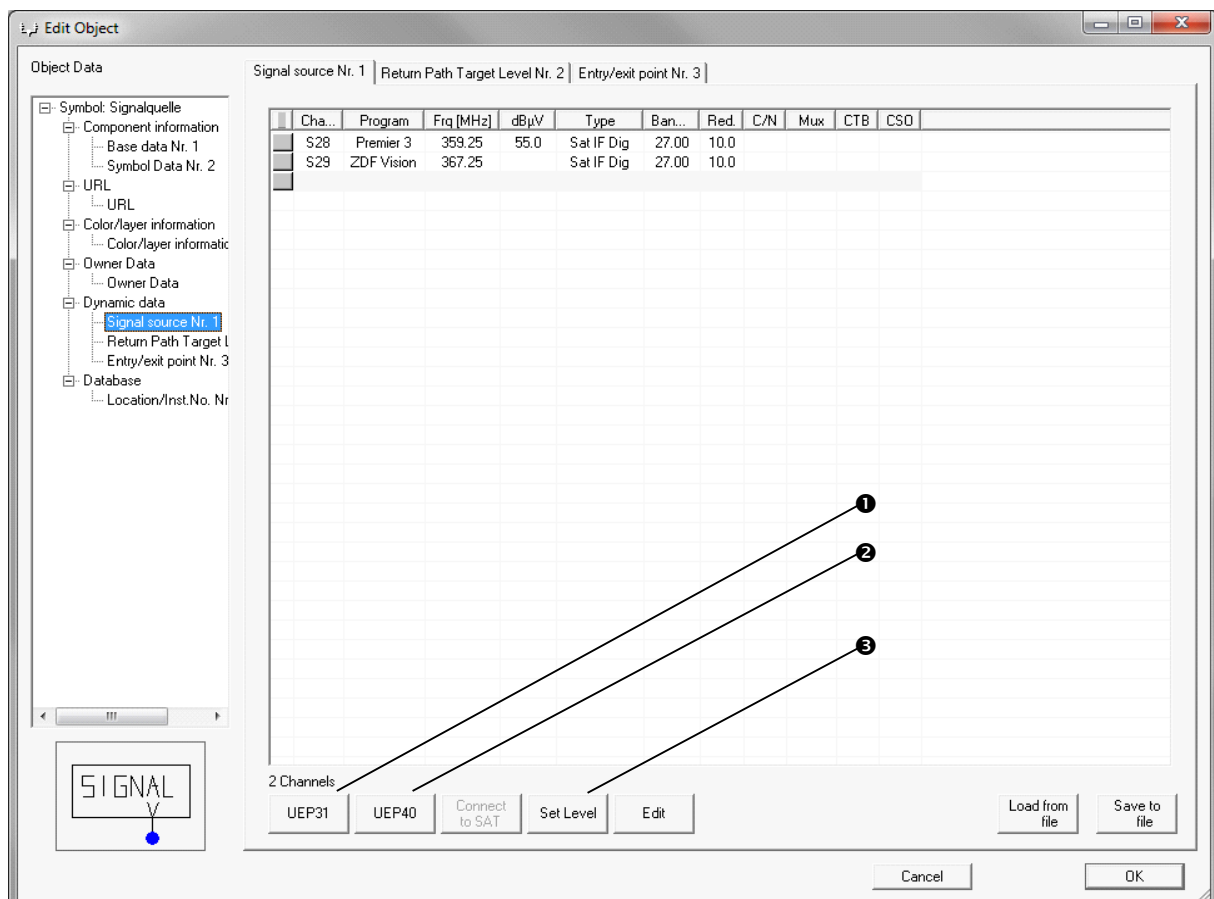 Edit Object
Object Data
Signal source Nr. 1 Return Path Target Level Nr. 2 Entry/exit point Nr. 3
Symbol: Signalquelle
Component information
Base data Nr. 1
Symbol Data Nr. 2
URL
URL
Color/layer information
Color/layer informatic
Owner Data
Owner Data
Dynamic data
Signal source Nr. 1
Return Path Target L
Entry/exit point Nr. 3
Database
Location/Inst.No. Nr
Cha... Program Frq [MHz] dBµV Type Ban... Red. C/N Mux CTB CSO
S28 Premier 3 359.25 55.0 Sat IF Dig 27.00 10.0
S29 ZDF Vision 367.25 Sat IF Dig 27.00 10.0
❶
❷
❸
SIGNAL
2 Channels
UEP31 UEP40 Connect to SAT Set Level Edit Load from file Save to file
Cancel OK